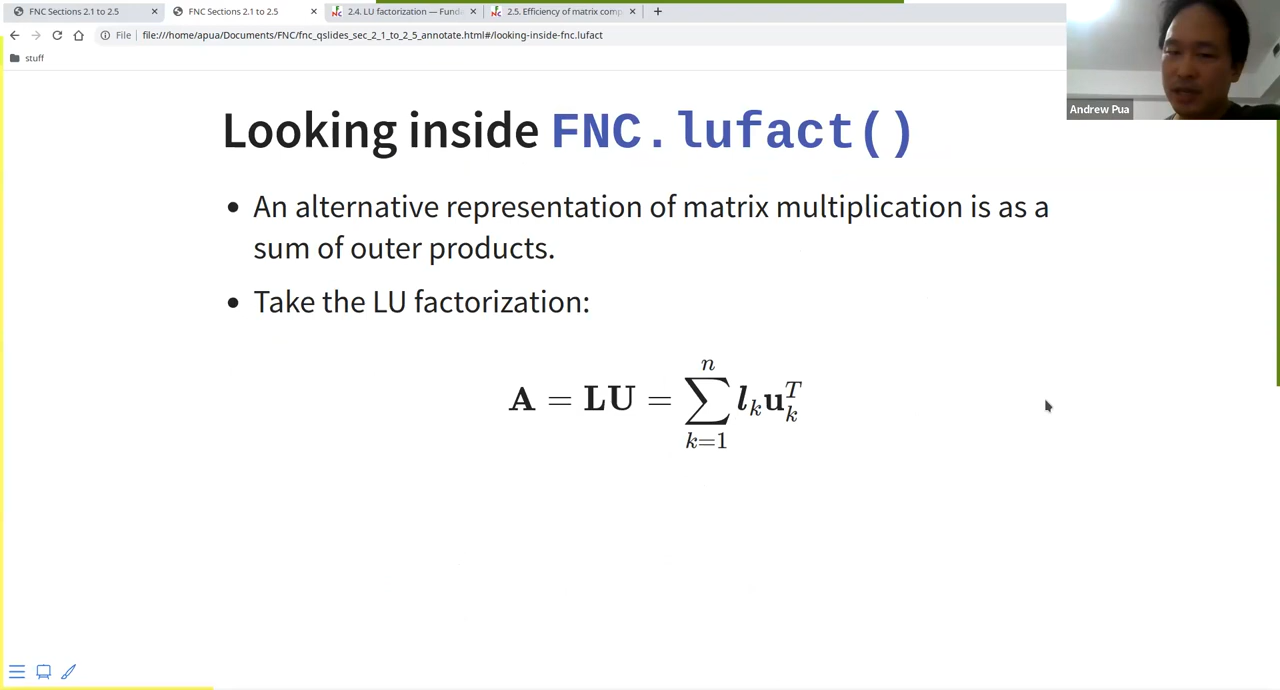 FNC Sections 2.1 to 2.5
FNC Sections 2.1 to 2.5
2.4. LU factorization — Fund
2.5. Efficiency of matrix comp
File
file:///home/apua/Documents/FNC/fnc_qslides_sec_2_1_to_2_5_annotate.html#/looking-inside-fnc.lufact
stuff
Andrew Pua
Looking inside FNC.lufact()
• An alternative representation of matrix multiplication is as a
sum of outer products.
• Take the LU factorization:
A = LU = ∑_{k=1}^{n} l_k u_k^T